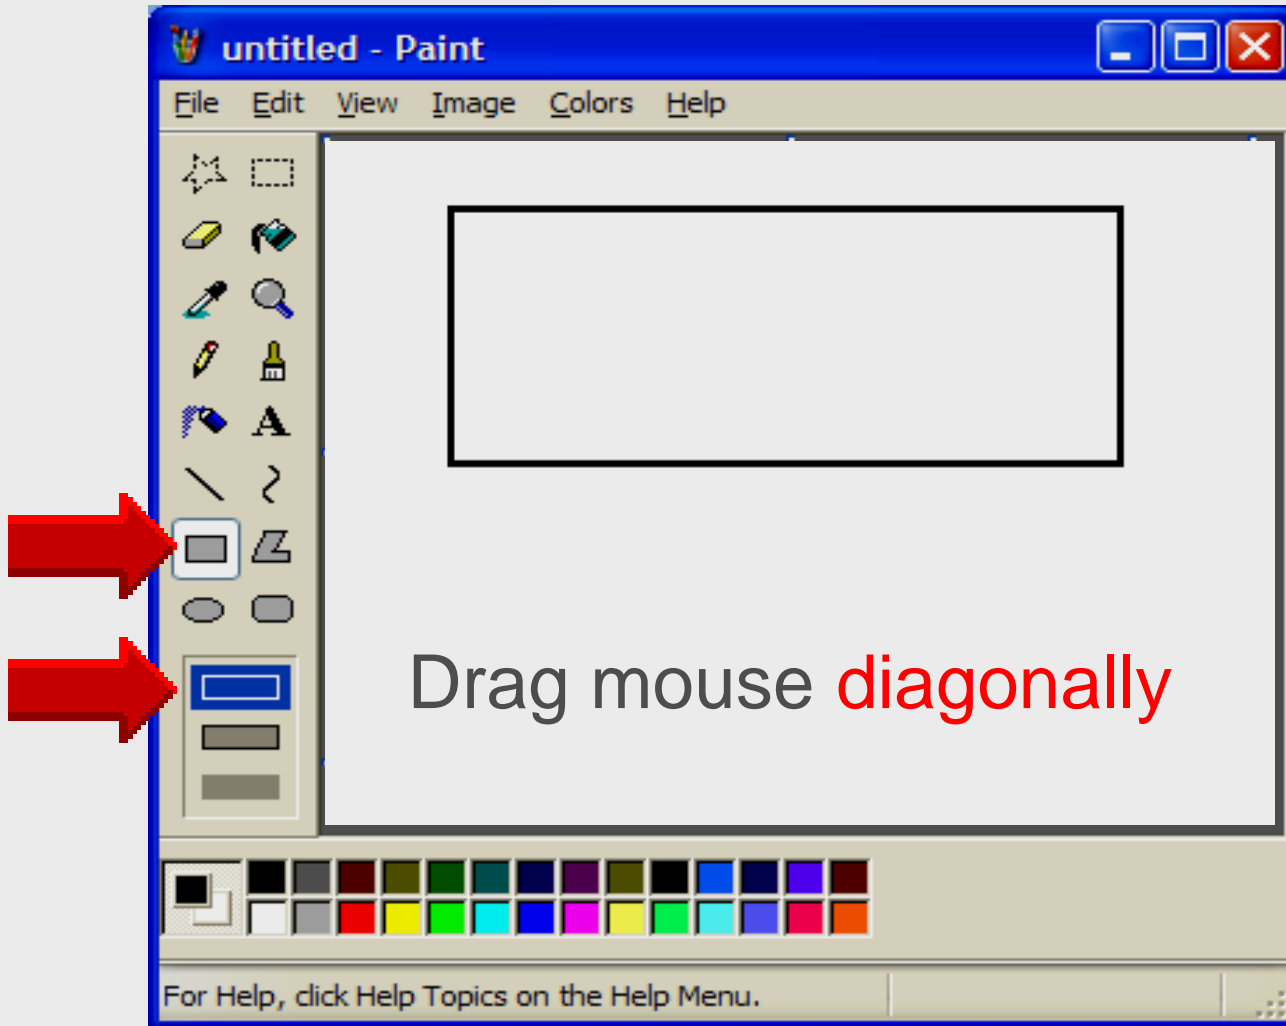 untitled - Paint
File Edit View Image Colors Help
A
Drag mouse diagonally
For Help, click Help Topics on the Help Menu.